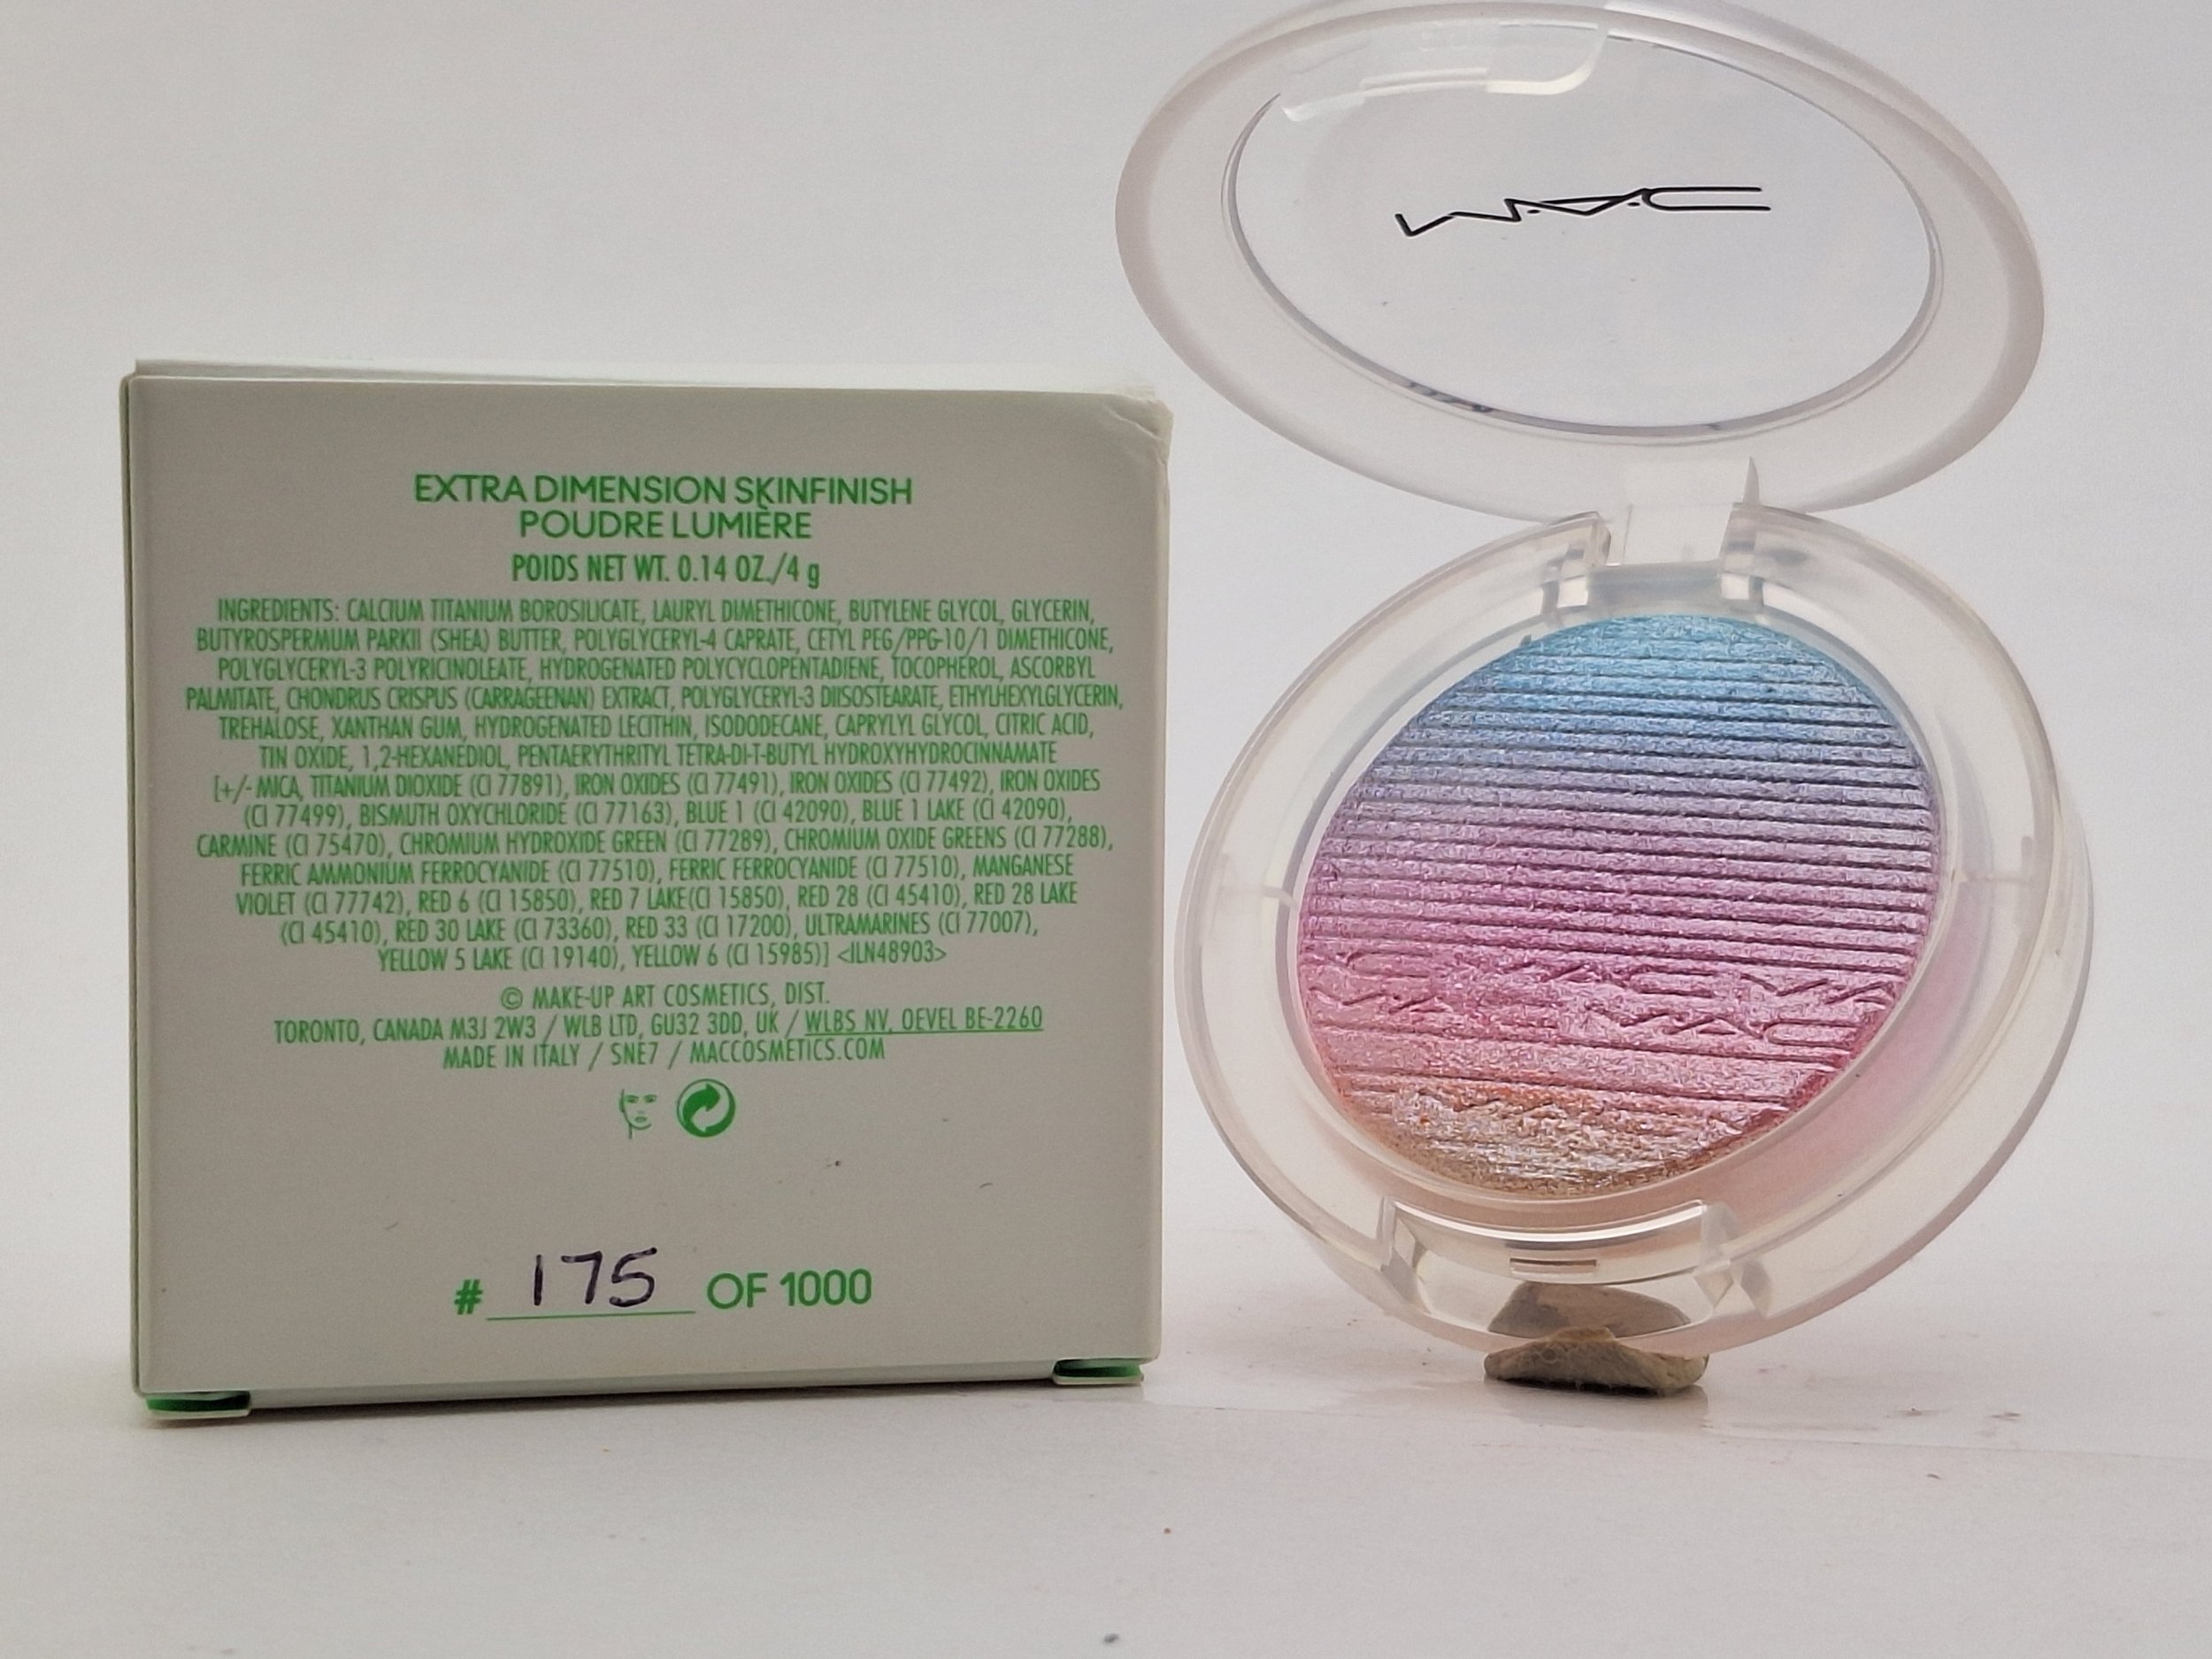 EXTRA DIMENSION SKINFINISH
POUDRE LUMIÈRE
POIDS NET WT. 0.14 OZ./4 g
INGREDIENTS: CALCIUM TITANIUM BOROSILICATE, LAURYL DIMETHICONE, BUTYLENE GLYCOL, GLYCERIN,
BUTYROSPERMUM PARKII (SHEA) BUTTER, POLYGLYCERYL-4 CAPRATE, CETYL PEG/PPG-10/1 DIMETHICONE,
POLYGLYCERYL-3 POLYRICINOLEATE, HYDROGENATED POLYCYCLOPENTADIENE, TOCOPHEROL, ASCORBYL
PALMITATE, CHONDRUS CRISPUS (CARRAGEENAN) EXTRACT, POLYGLYCERYL-3 DIISOSTEARATE, ETHYLHEXYLGLYCERIN,
TREHALOSE, XANTHAN GUM, HYDROGENATED LECITHIN, ISODODECANE, CAPRYLYL GLYCOL, CITRIC ACID,
TIN OXIDE, 1,2-HEXANEDIOL, PENTAERYTHRITYL TETRA-DI-T-BUTYL HYDROXYHYDROCINNAMATE
[+/- MICA, TITANIUM DIOXIDE (CI 77891), IRON OXIDES (CI 77491), IRON OXIDES (CI 77492), IRON OXIDES
(CI 77499), BISMUTH OXYCHLORIDE (CI 77163), BLUE 1 (CI 42090), BLUE 1 LAKE (CI 42090),
CARMINE (CI 75470), CHROMIUM HYDROXIDE GREEN (CI 77289), CHROMIUM OXIDE GREENS (CI 77288),
FERRIC AMMONIUM FERROCYANIDE (CI 77510), FERRIC FERROCYANIDE (CI 77510), MANGANESE
VIOLET (CI 77742), RED 6 (CI 15850), RED 7 LAKE(CI 15850), RED 28 (CI 45410), RED 28 LAKE
(CI 45410), RED 30 LAKE (CI 73360), RED 33 (CI 17200), ULTRAMARINES (CI 77007),
YELLOW 5 LAKE (CI 19140), YELLOW 6 (CI 15985)] <ILN48903>
© MAKE-UP ART COSMETICS, DIST.
TORONTO, CANADA M3J 2W3 / WLB LTD, GU32 3DD, UK / WLBS NV, OEVEL BE-2260
MADE IN ITALY / SNE7 / MACCOSMETICS.COM
# 175 OF 1000
M·A·C
MAC